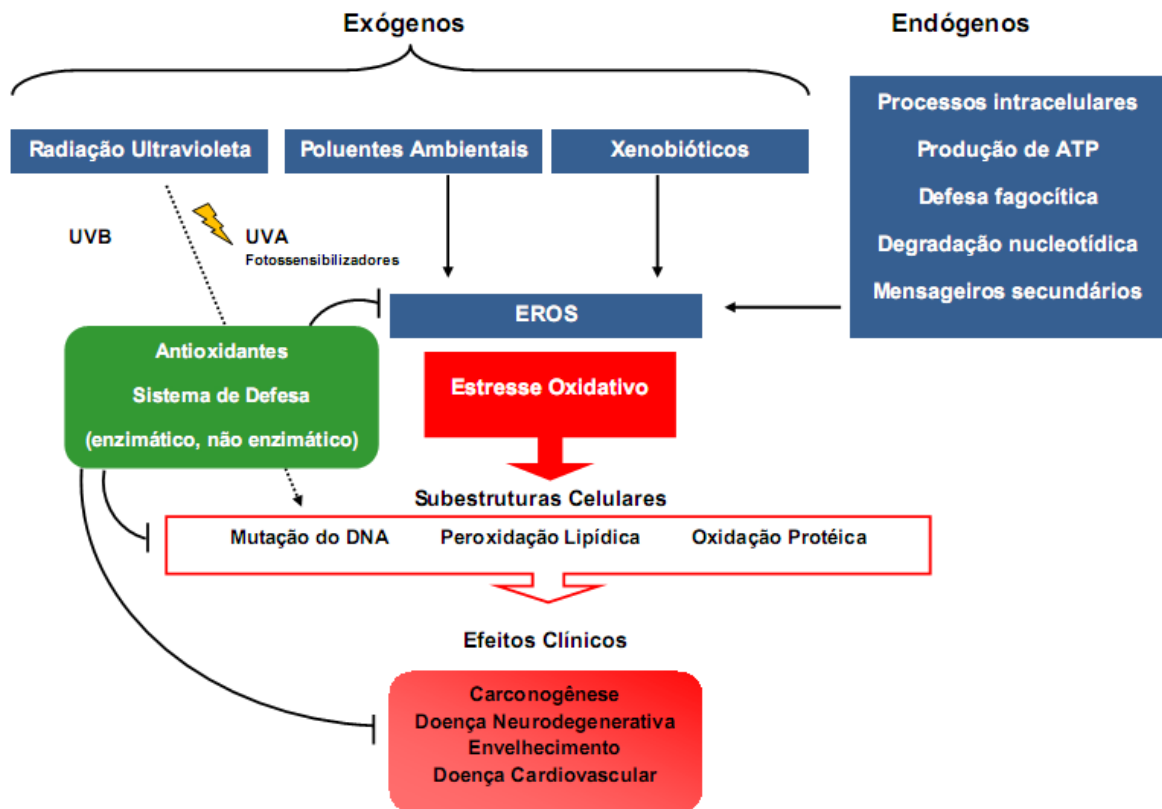 Exógenos
Endógenos
Radiação Ultravioleta
Poluentes Ambientais
Xenobióticos
Processos intracelulares
Produção de ATP
Defesa fagocítica
Degradação nucleotídica
Mensageiros secundários
UVB
UVA
Fotossensibilizadores
EROS
Antioxidantes
Sistema de Defesa
(enzimático, não enzimático)
Estresse Oxidativo
Subestruturas Celulares
Mutação do DNA
Peroxidação Lipídica
Oxidação Protéica
Efeitos Clínicos
Carconogênese
Doença Neurodegenerativa
Envelhecimento
Doença Cardiovascular